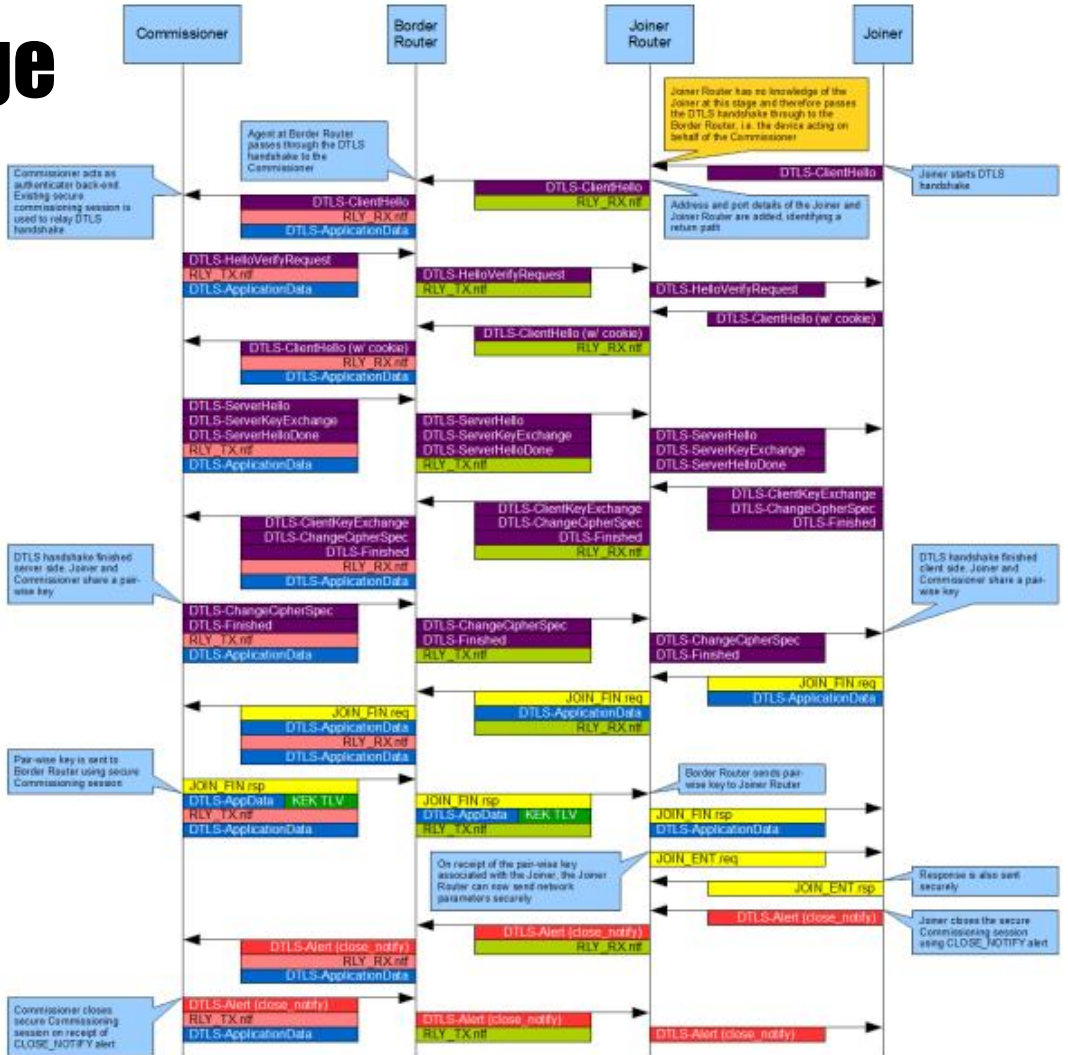 ge
Commissioner
Border
Router
Joiner
Router
Joiner
Joiner Router has no knowledge of the
Joiner at this stage and therefore passes
the DTLS handshake through to the
Border Router, i.e. the device acting on
behalf of the Commissioner
Agent at Border Router
passes through the DTLS
handshake to the
Commissioner
Commissioner acts as
authenticator back-end.
Existing secure
commissioning session is
used to relay DTLS
handshake
Joiner starts DTLS
handshake
DTLS-ClientHello
DTLS-ClientHello
RLY_RX.ntf
DTLS-ClientHello
RLY_RX.ntf
DTLS-ApplicationData
Address and port details of the Joiner and
Joiner Router are added, identifying a
return path
DTLS-HelloVerifyRequest
RLY_TX.ntf
DTLS-ApplicationData
DTLS-HelloVerifyRequest
RLY_TX.ntf
DTLS-HelloVerifyRequest
DTLS-ClientHello (w/ cookie)
DTLS-ClientHello (w/ cookie)
RLY_RX.ntf
DTLS-ClientHello (w/ cookie)
RLY_RX.ntf
DTLS-ApplicationData
DTLS-ServerHello
DTLS-ServerKeyExchange
DTLS-ServerHelloDone
RLY_TX.ntf
DTLS-ApplicationData
DTLS-ServerHello
DTLS-ServerKeyExchange
DTLS-ServerHelloDone
RLY_TX.ntf
DTLS-ServerHello
DTLS-ServerKeyExchange
DTLS-ServerHelloDone
DTLS-ClientKeyExchange
DTLS-ChangeCipherSpec
DTLS-Finished
DTLS-ClientKeyExchange
DTLS-ChangeCipherSpec
DTLS-Finished
RLY_RX.ntf
DTLS-ClientKeyExchange
DTLS-ChangeCipherSpec
DTLS-Finished
RLY_RX.ntf
DTLS-ApplicationData
DTLS handshake finished
server side. Joiner and
Commissioner share a pair-
wise key
DTLS handshake finished
client side. Joiner and
Commissioner share a pair-
wise key
DTLS-ChangeCipherSpec
DTLS-Finished
RLY_TX.ntf
DTLS-ApplicationData
DTLS-ChangeCipherSpec
DTLS-Finished
RLY_TX.ntf
DTLS-ChangeCipherSpec
DTLS-Finished
JOIN_FIN.req
DTLS-ApplicationData
JOIN_FIN.req
DTLS-ApplicationData
RLY_RX.ntf
JOIN_FIN.req
DTLS-ApplicationData
RLY_RX.ntf
DTLS-ApplicationData
Pair-wise key is sent to
Border Router using secure
Commissioning session
JOIN_FIN.rsp
DTLS-AppData KEK TLV
RLY_TX.ntf
DTLS-ApplicationData
JOIN_FIN.rsp
DTLS-AppData KEK TLV
RLY_TX.ntf
Border Router sends pair-
wise key to Joiner Router
JOIN_FIN.rsp
DTLS-ApplicationData
On receipt of the pair-wise key
associated with the Joiner, the Joiner
Router can now send network
parameters securely
JOIN_ENT.req
JOIN_ENT.rsp
Response is also sent
securely
DTLS-Alert (close_notify)
Joiner closes the secure
Commissioning session
using CLOSE_NOTIFY alert
DTLS-Alert (close_notify)
RLY_RX.ntf
DTLS-Alert (close_notify)
RLY_RX.ntf
DTLS-ApplicationData
Commissioner closes
secure Commissioning
session on receipt of
CLOSE_NOTIFY alert
DTLS-Alert (close_notify)
RLY_TX.ntf
DTLS-ApplicationData
DTLS-Alert (close_notify)
RLY_TX.ntf
DTLS-Alert (close_notify)